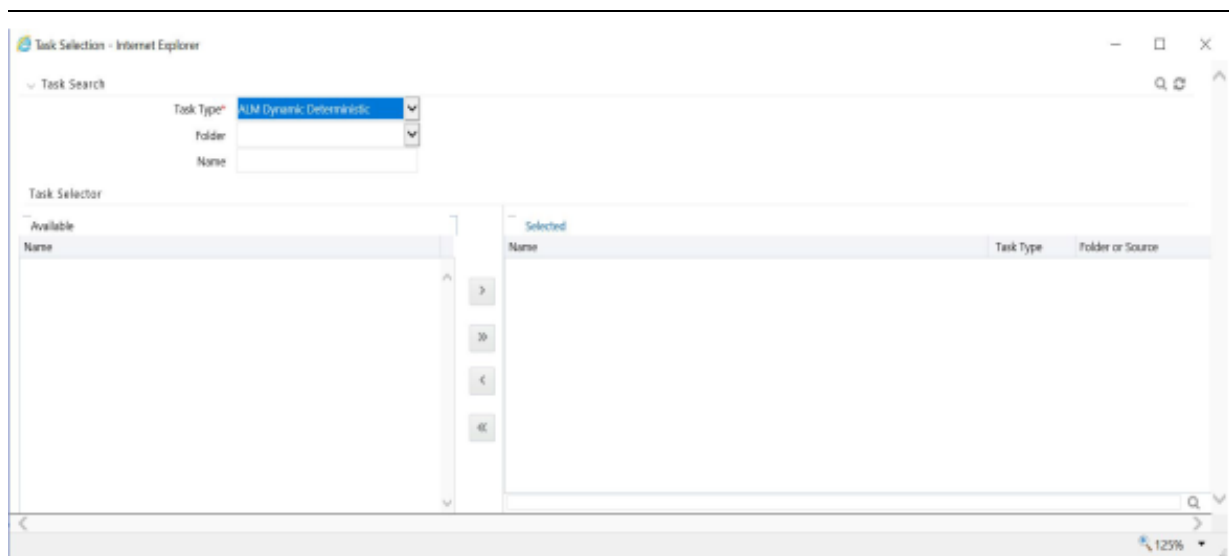 Task Selection - Internet Explorer
Task Search
Task Type* ALM Dynamic Deterministic
Folder
Name
Task Selector
Available
Selected
Name
Name Task Type Folder or Source
125%